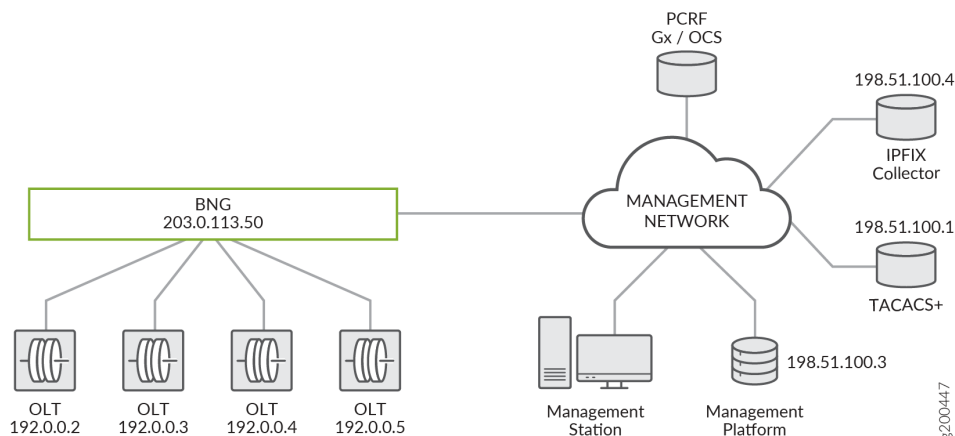 PCRF
Gx / OCS
198.51.100.4
IPFIX
Collector
MANAGEMENT
NETWORK
BNG
203.0.113.50
198.51.100.1
TACACS+
198.51.100.3
OLT
192.0.0.2
OLT
192.0.0.3
OLT
192.0.0.4
OLT
192.0.0.5
Management
Station
Management
Platform
g200447